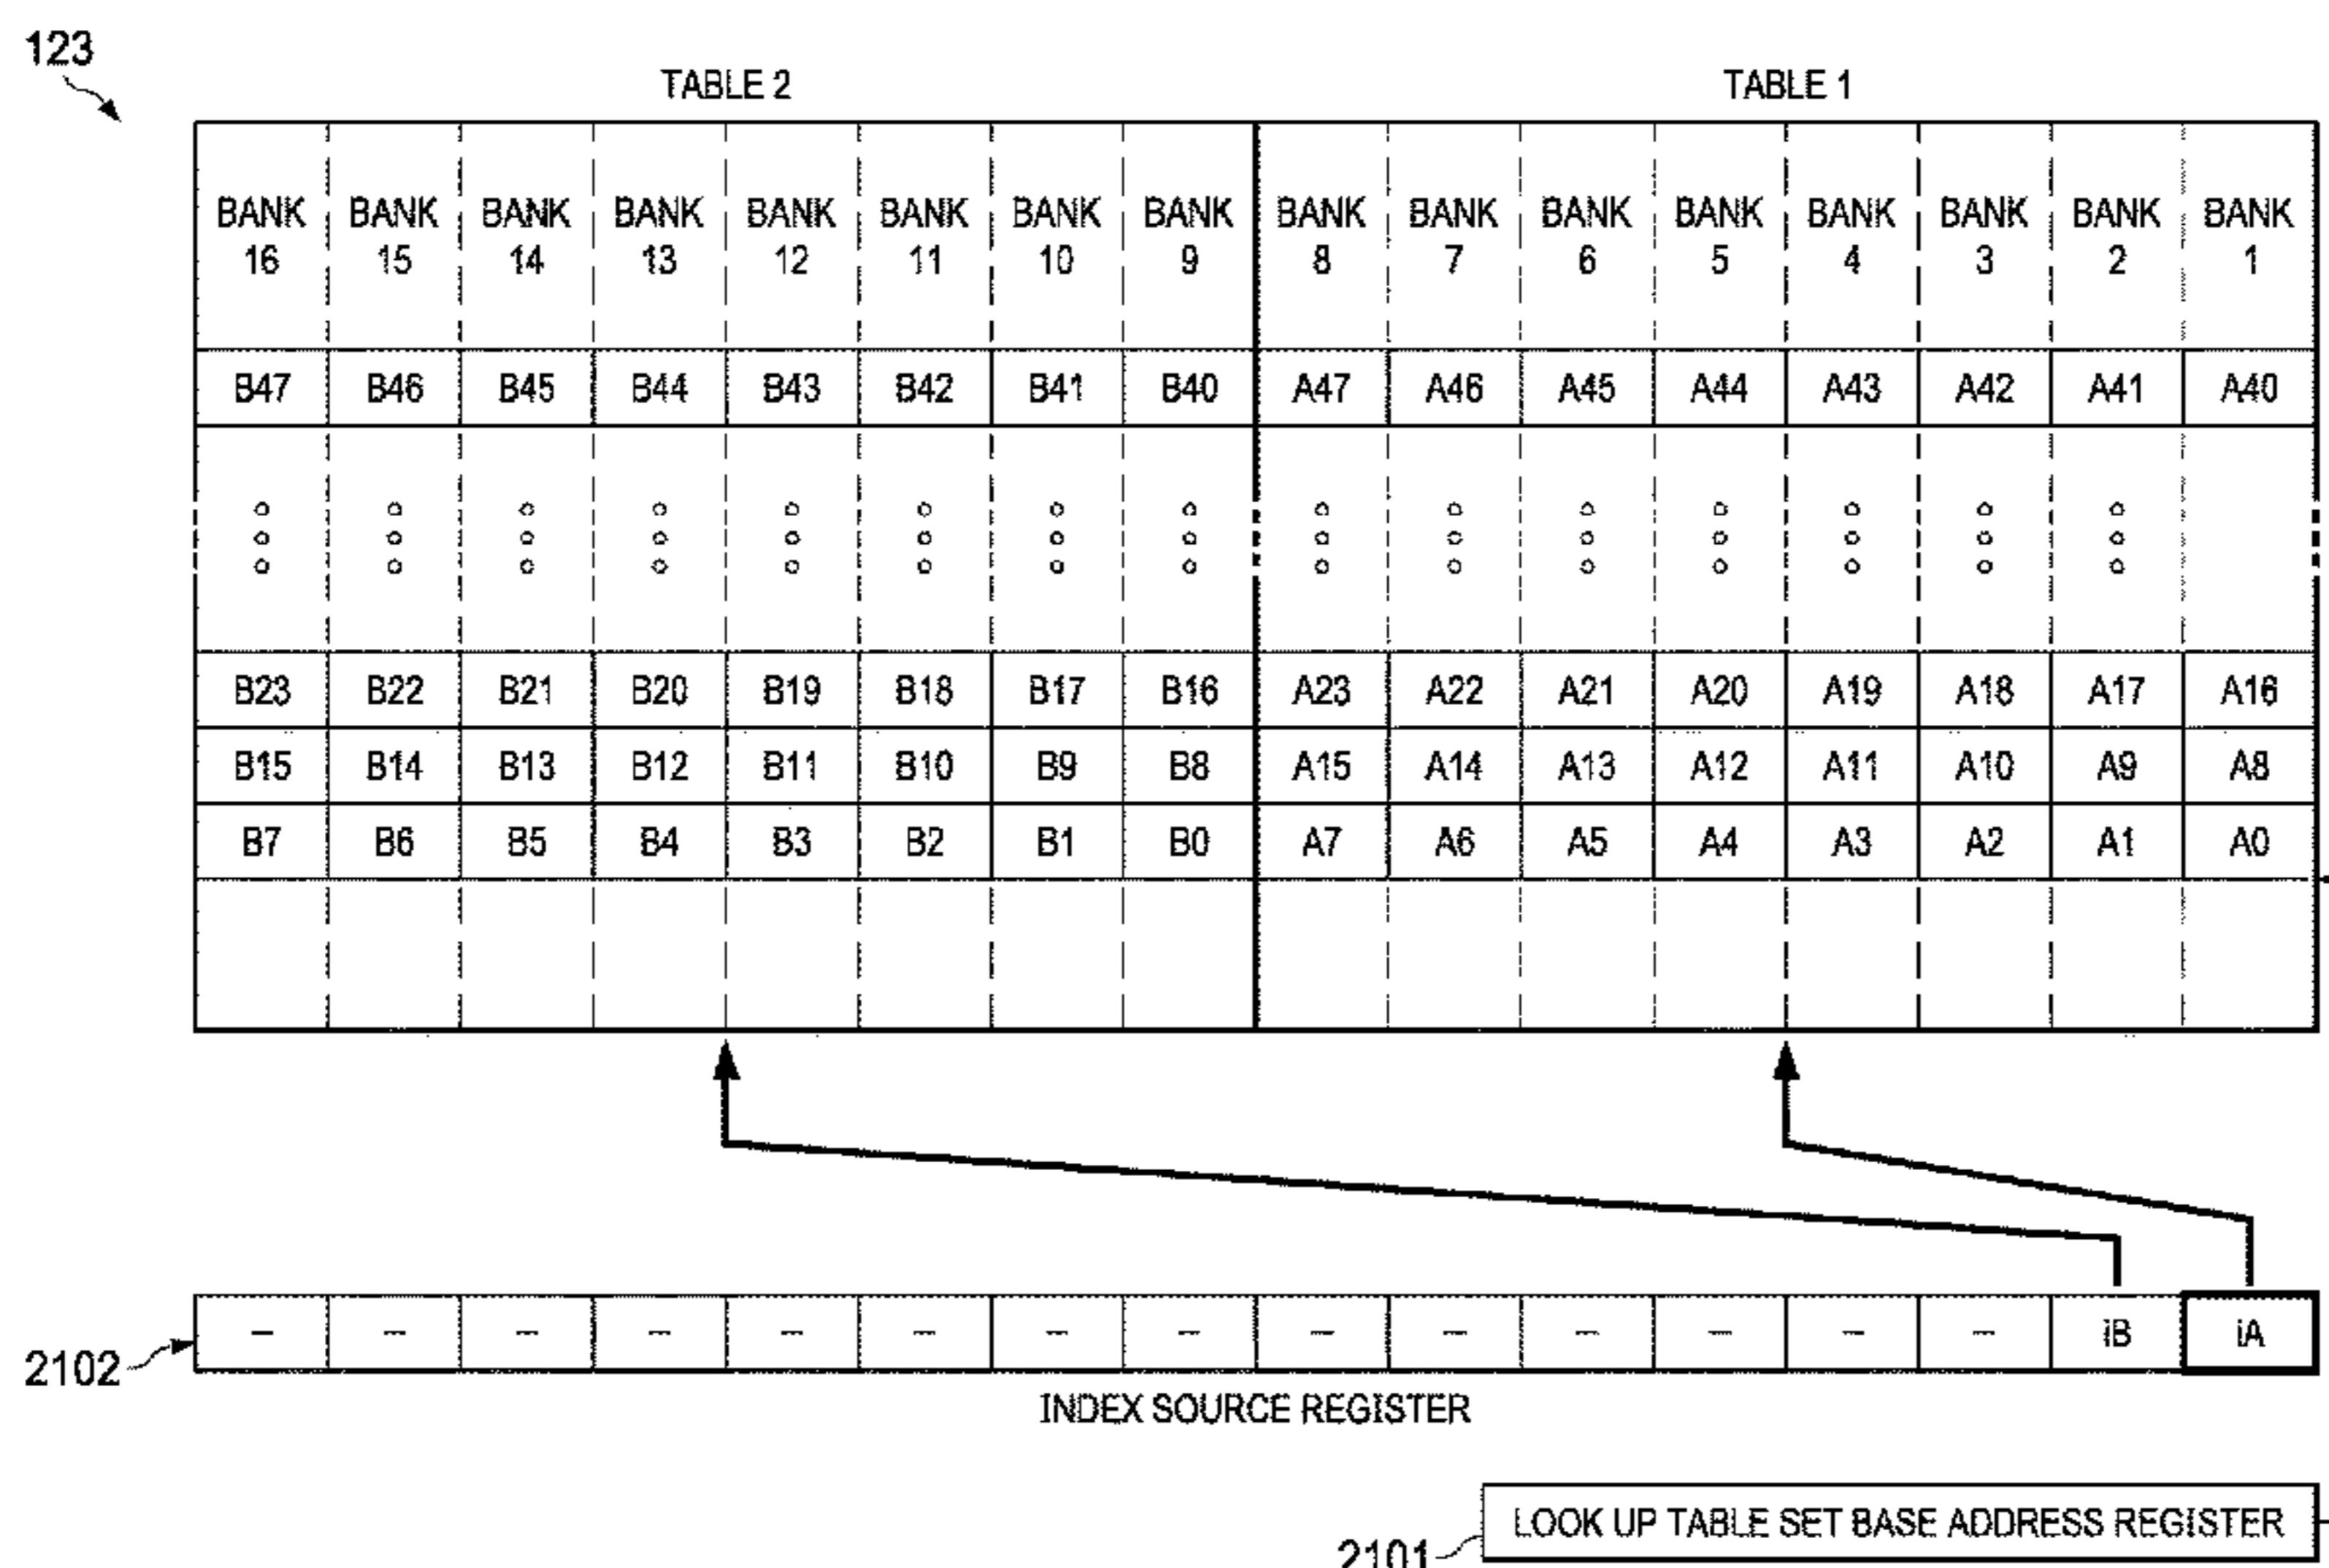 123
TABLE 2 TABLE 1
BANK BANK BANK BANK BANK BANK BANK BANK BANK BANK BANK BANK BANK BANK BANK BANK
16 15 14 13 12 11 10 9 8 7 6 5 4 3 2 1
B47 B46 B45 B44 B43 B42 B41 B40 A47 A46 A45 A44 A43 A42 A41 A40
B23 B22 B21 B20 B19 B18 B17 B16 A23 A22 A21 A20 A19 A18 A17 A16
B15 B14 B13 B12 B11 B10 B9 B8 A15 A14 A13 A12 A11 A10 A9 A8
B7 B6 B5 B4 B3 B2 B1 B0 A7 A6 A5 A4 A3 A2 A1 A0
2102 – – – – – – – – – – – – – – iB iA
INDEX SOURCE REGISTER
LOOK UP TABLE SET BASE ADDRESS REGISTER
2101